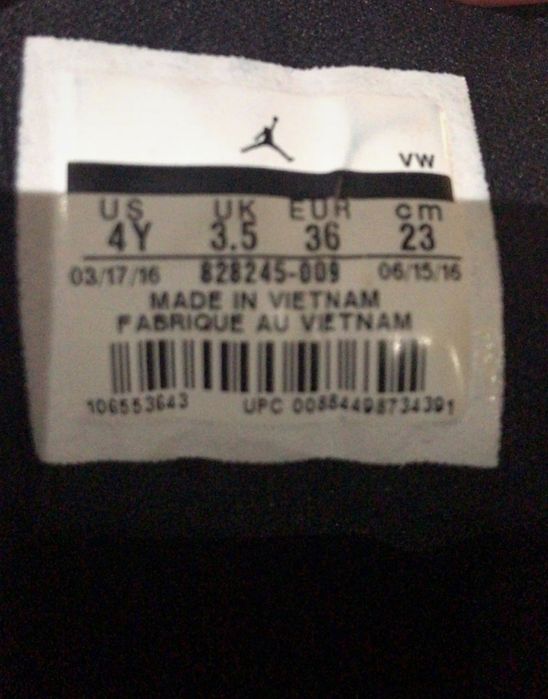 VW
US UK EUR cm
4Y 3.5 36 23
03/17/16 828245-009 06/15/16
MADE IN VIETNAM
FABRIQUE AU VIETNAM
106553643 UPC 00884498734391